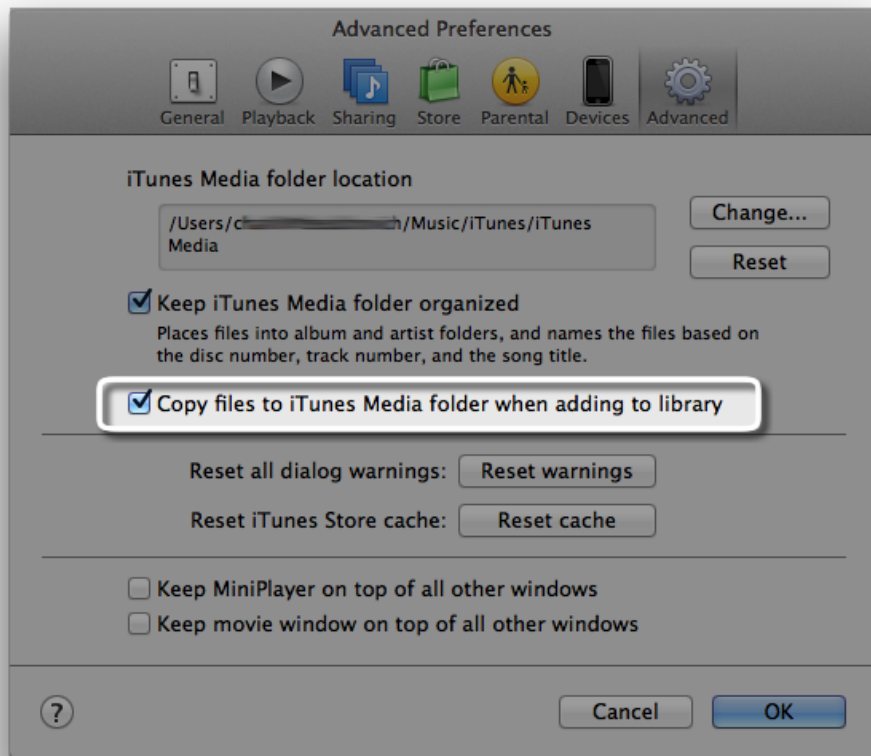 Advanced Preferences
General Playback Sharing Store Parental Devices Advanced
iTunes Media folder location
/Users/c h/Music/iTunes/iTunes
Media
Change...
Reset
Keep iTunes Media folder organized
Places files into album and artist folders, and names the files based on
the disc number, track number, and the song title.
Copy files to iTunes Media folder when adding to library
Reset all dialog warnings: Reset warnings
Reset iTunes Store cache: Reset cache
Keep MiniPlayer on top of all other windows
Keep movie window on top of all other windows
? Cancel OK